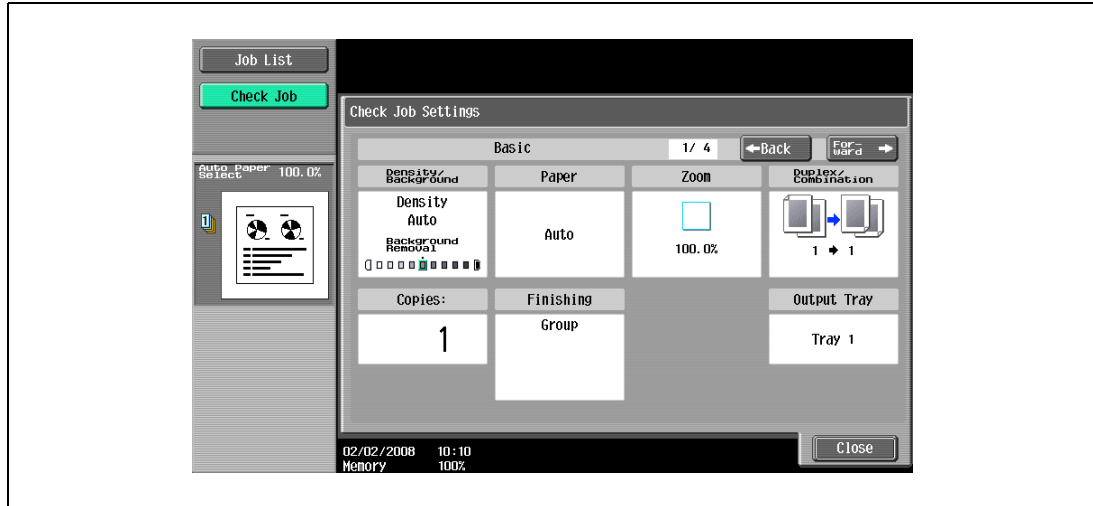 Job List
Check Job
Check Job Settings
Basic
1/ 4
←Back
For-
ward →
Auto Paper
Select
100.0%
Density/
Background
Paper
Zoom
Duplex/
Combination
Density
Auto
Background
Removal
Auto
100.0%
1 → 1
Copies:
Finishing
Output Tray
1
Group
Tray 1
02/02/2008 10:10
Memory 100%
Close